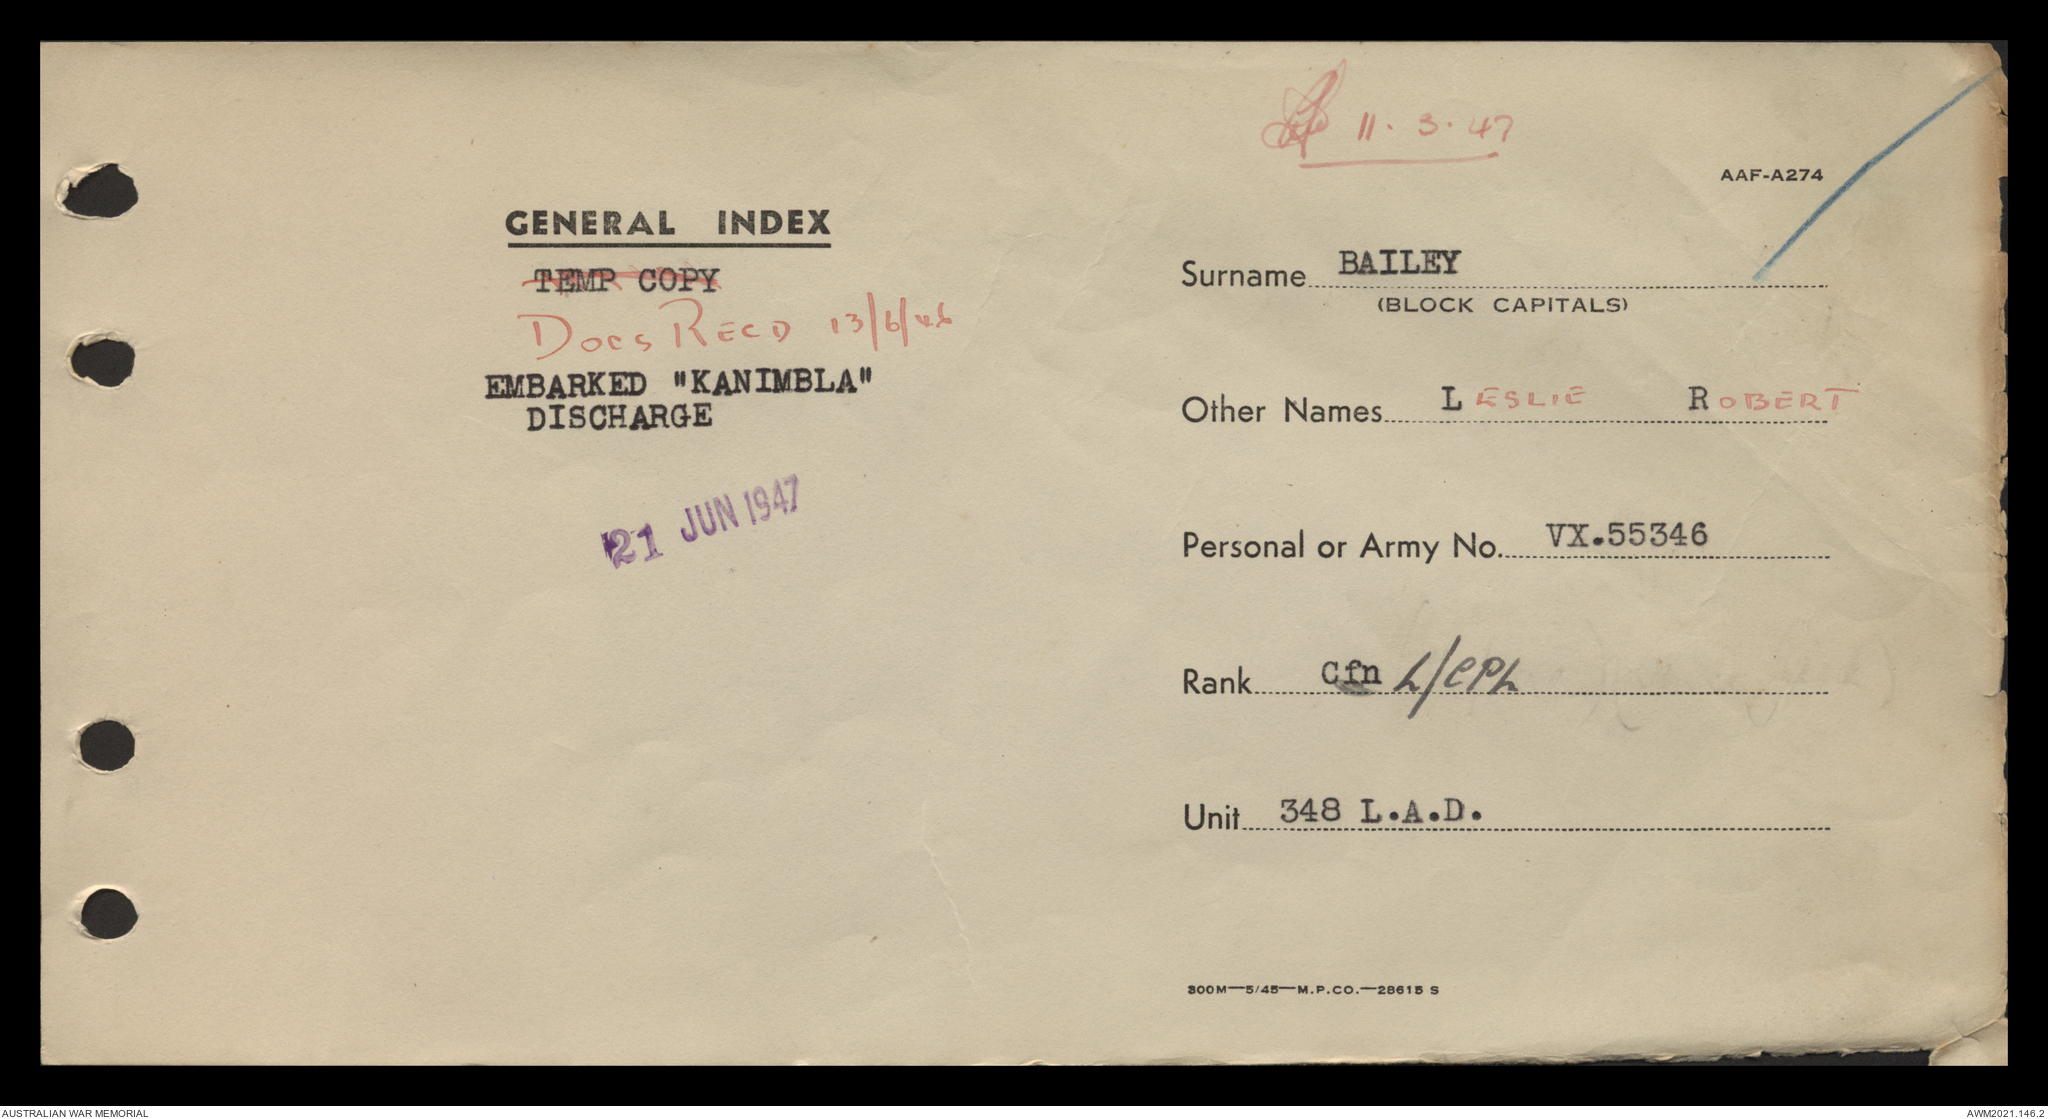 GENERAL INDEX
TEMP COPY
DOCS RECD 13/6/46
EMBARKED "KANIMBLA"
DISCHARGE
21 JUN 1947
11.3.47
AAF-A274
Surname BAILEY
(BLOCK CAPITALS)
Other Names LESLIE ROBERT
Personal or Army No. VX.55346
Rank Cfn L/CPL
Unit 348 L.A.D.
300M—5/45—M.P.CO.—28615 S
AUSTRALIAN WAR MEMORIAL
AWM2021.146.2